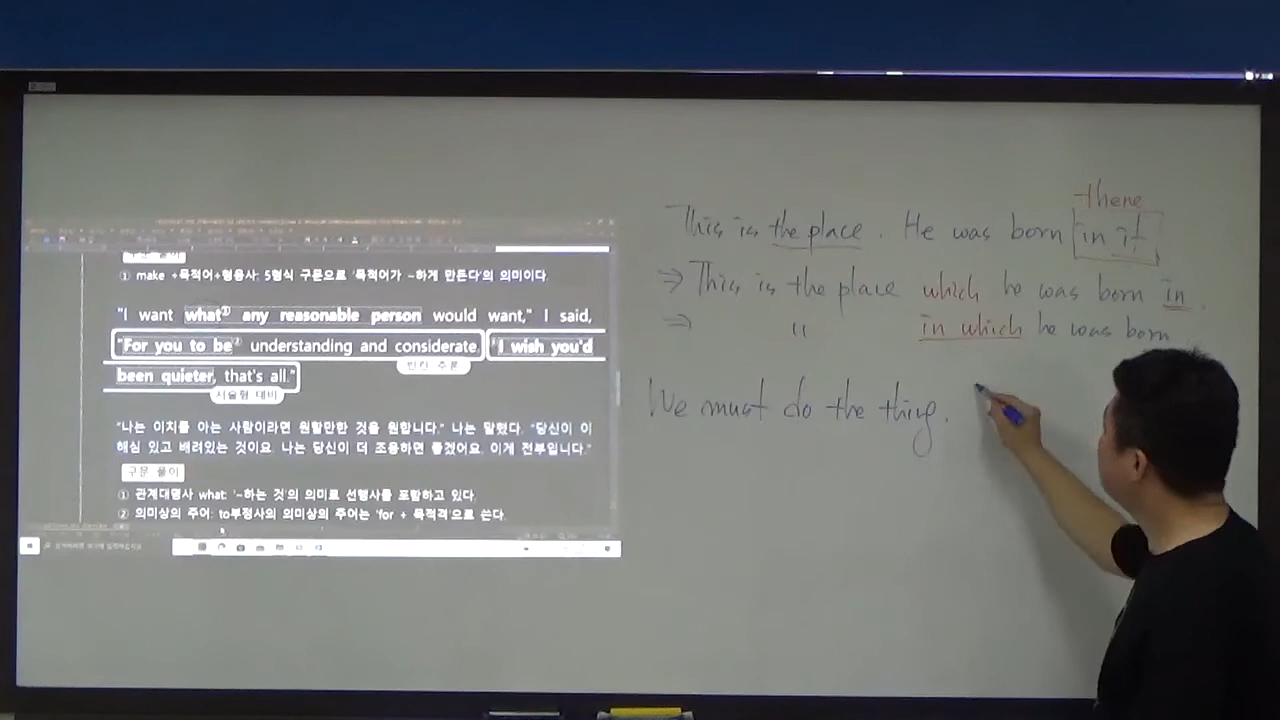 ① make +목적어+형용사: 5형식 구문으로 '목적어가 ~하게 만든다'의 의미이다.
"I want what① any reasonable person would want," I said,
"For you to be② understanding and considerate. "I wish you'd
빈칸 추론
been quieter, that's all."
서술형 대비
"나는 이치를 아는 사람이라면 원할만한 것을 원합니다." 나는 말했다. "당신이 이
해심 있고 배려있는 것이요. 나는 당신이 더 조용하면 좋겠어요. 이게 전부입니다."
구문 풀이
① 관계대명사 what: '~하는 것'의 의미로 선행사를 포함하고 있다.
② 의미상의 주어: to부정사의 의미상의 주어는 'for + 목적격'으로 쓴다.
there
This is the place. He was born in it
⇒ This is the place which he was born in.
⇒ " in which he was born
We must do the thing.